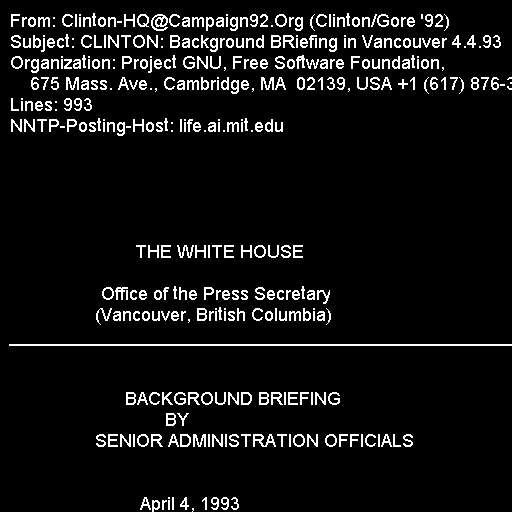 From: Clinton-HQ@Campaign92.Org (Clinton/Gore '92)
Subject: CLINTON: Background BRiefing in Vancouver 4.4.93
Organization: Project GNU, Free Software Foundation,
675 Mass. Ave., Cambridge, MA 02139, USA +1 (617) 876-3
Lines: 993
NNTP-Posting-Host: life.ai.mit.edu
THE WHITE HOUSE
Office of the Press Secretary
(Vancouver, British Columbia)
BACKGROUND BRIEFING
BY
SENIOR ADMINISTRATION OFFICIALS
April 4, 1993